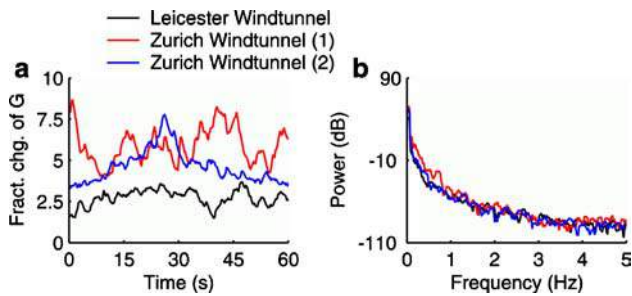 Leicester Windtunnel
Zurich Windtunnel (1)
Zurich Windtunnel (2)
a
Fract. chg. of G
10
7.5
5
2.5
0
0 15 30 45 60
Time (s)
b
Power (dB)
90
-10
-110
0 1 2 3 4 5
Frequency (Hz)